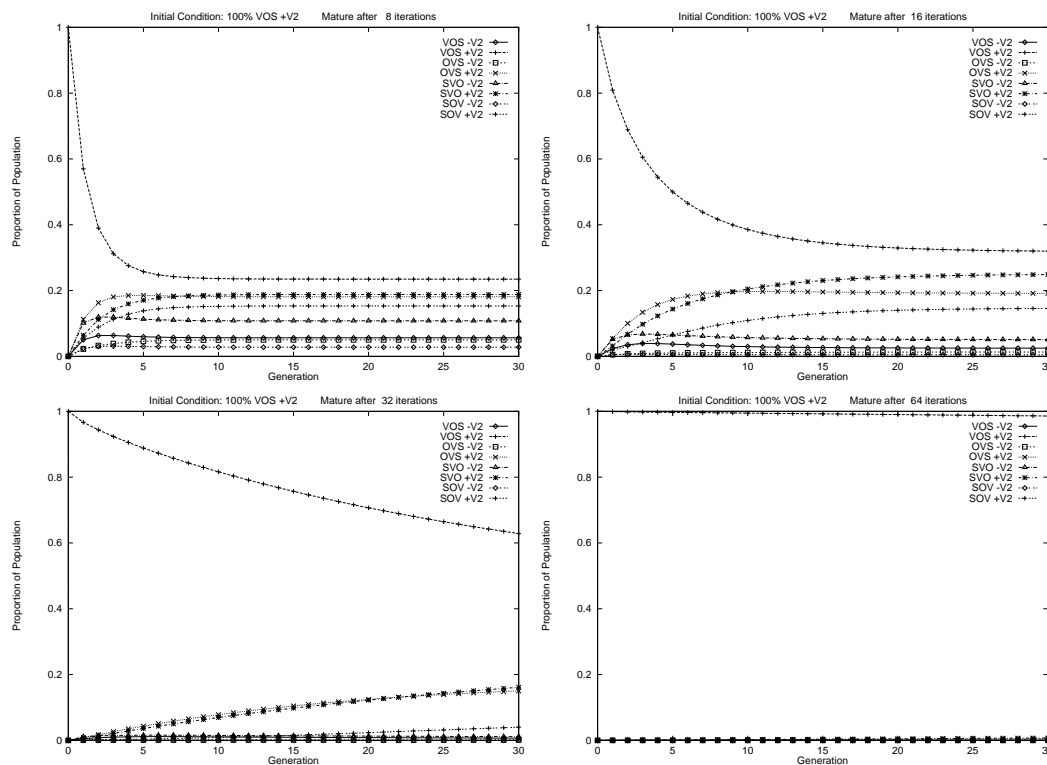 Initial Condition: 100% VOS +V2 Mature after 8 iterations
1
0.8
0.6
0.4
0.2
0
Proportion of Population
VOS -V2
VOS +V2
OVS -V2
OVS +V2
SVO -V2
SVO +V2
SOV -V2
SOV +V2
0 5 10 15 20 25 30
Generation
Initial Condition: 100% VOS +V2 Mature after 16 iterations
1
0.8
0.6
0.4
0.2
0
Proportion of Population
VOS -V2
VOS +V2
OVS -V2
OVS +V2
SVO -V2
SVO +V2
SOV -V2
SOV +V2
0 5 10 15 20 25 30
Generation
Initial Condition: 100% VOS +V2 Mature after 32 iterations
1
0.8
0.6
0.4
0.2
0
Proportion of Population
VOS -V2
VOS +V2
OVS -V2
OVS +V2
SVO -V2
SVO +V2
SOV -V2
SOV +V2
0 5 10 15 20 25 30
Generation
Initial Condition: 100% VOS +V2 Mature after 64 iterations
1
0.8
0.6
0.4
0.2
0
Proportion of Population
VOS -V2
VOS +V2
OVS -V2
OVS +V2
SVO -V2
SVO +V2
SOV -V2
SOV +V2
0 5 10 15 20 25 30
Generation